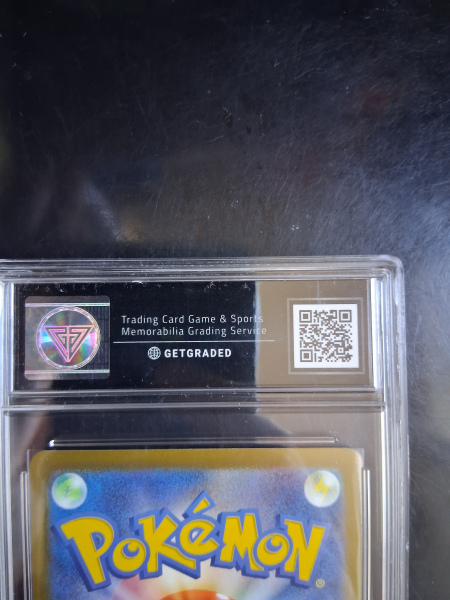 Trading Card Game & Sports
Memorabilia Grading Service
GETGRADED
POKéMON®